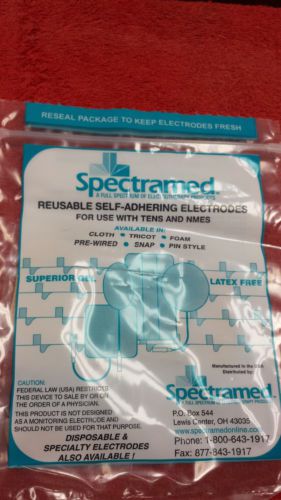 RESEAL PACKAGE TO KEEP ELECTRODES FRESH
Spectramed
A FULL SPECTRUM OF ELECTROTHERAPY PRODUCTS
REUSABLE SELF-ADHERING ELECTRODES
FOR USE WITH TENS AND NMES
AVAILABLE IN:
CLOTH • TRICOT • FOAM
PRE-WIRED • SNAP • PIN STYLE
SUPERIOR GEL
LATEX FREE
Manufactured in the USA
Distributed by:
Spectramed
CAUTION:
FEDERAL LAW (USA) RESTRICTS
THIS DEVICE TO SALE BY OR ON
THE ORDER OF A PHYSICIAN.
THIS PRODUCT IS NOT DESIGNED
AS A MONITORING ELECTRODE AND
SHOULD NOT BE USED FOR THAT PURPOSE.
DISPOSABLE &
SPECIALTY ELECTRODES
ALSO AVAILABLE !
P.O. Box 544
Lewis Center, OH 43035
www.spectramedonline.com
Phone: 1-800-643-1917
Fax: 877-843-1917